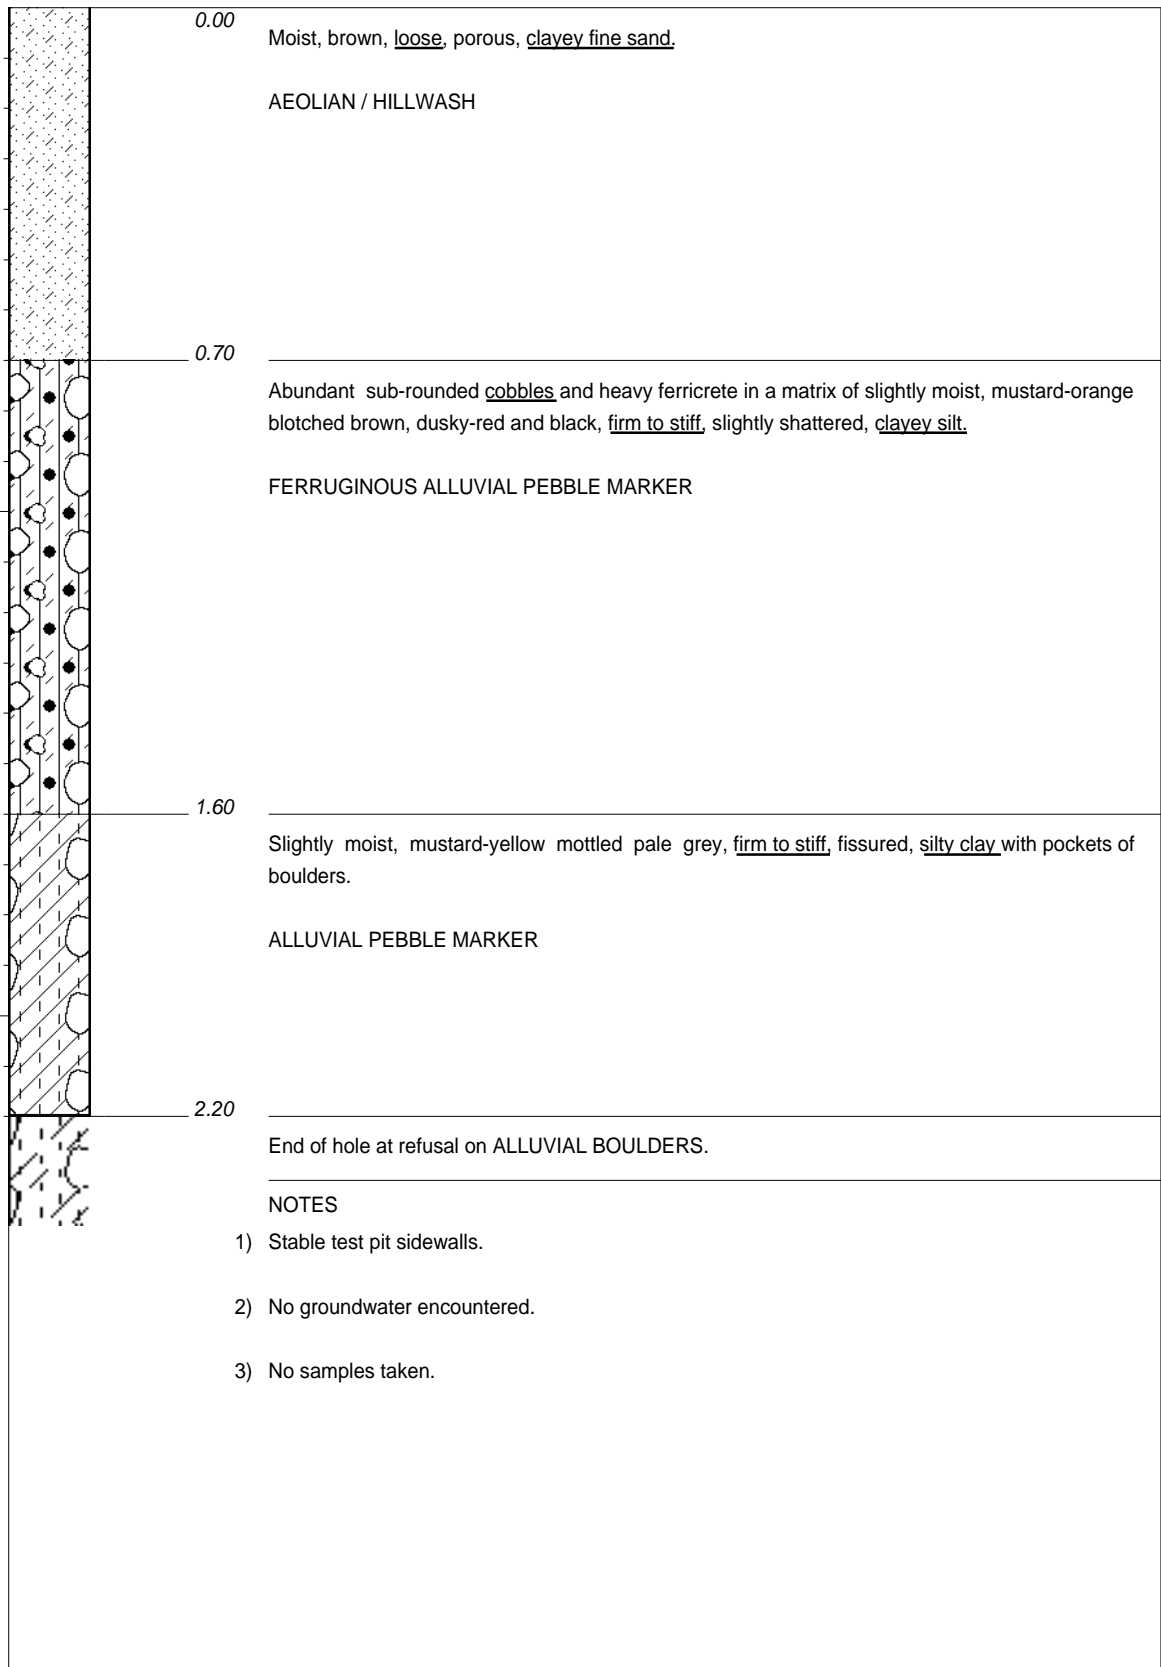 0.00
Moist, brown, loose, porous, clayey fine sand.
AEOLIAN / HILLWASH
0.70
Abundant sub-rounded cobbles and heavy ferricrete in a matrix of slightly moist, mustard-orange
blotched brown, dusky-red and black, firm to stiff, slightly shattered, clayey silt.
FERRUGINOUS ALLUVIAL PEBBLE MARKER
1.60
Slightly moist, mustard-yellow mottled pale grey, firm to stiff, fissured, silty clay with pockets of
boulders.
ALLUVIAL PEBBLE MARKER
2.20
End of hole at refusal on ALLUVIAL BOULDERS.
NOTES
1) Stable test pit sidewalls.
2) No groundwater encountered.
3) No samples taken.